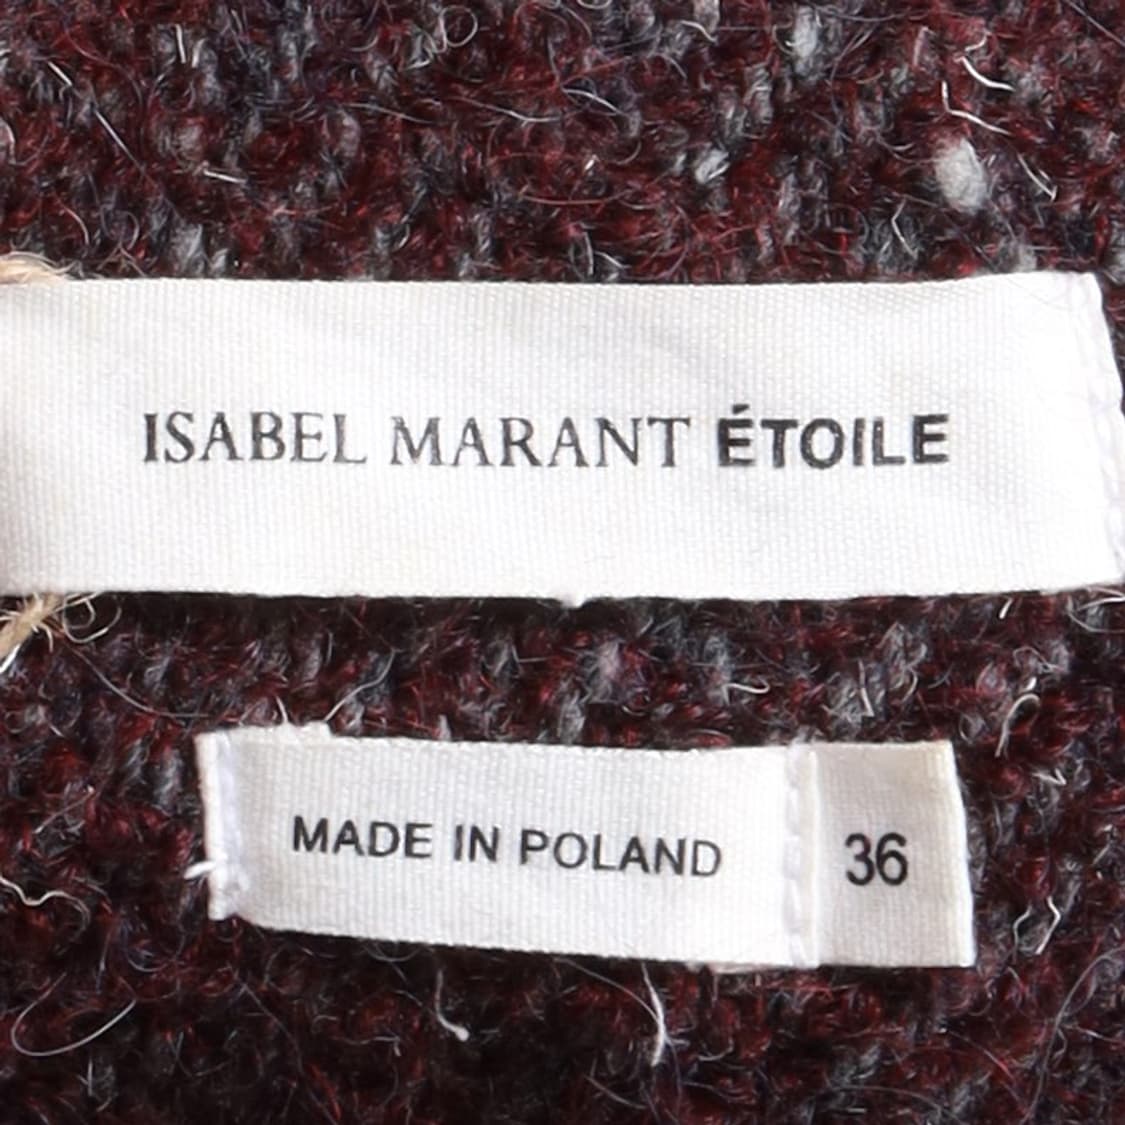 ISABEL MARANT ÉTOILE
MADE IN POLAND 36